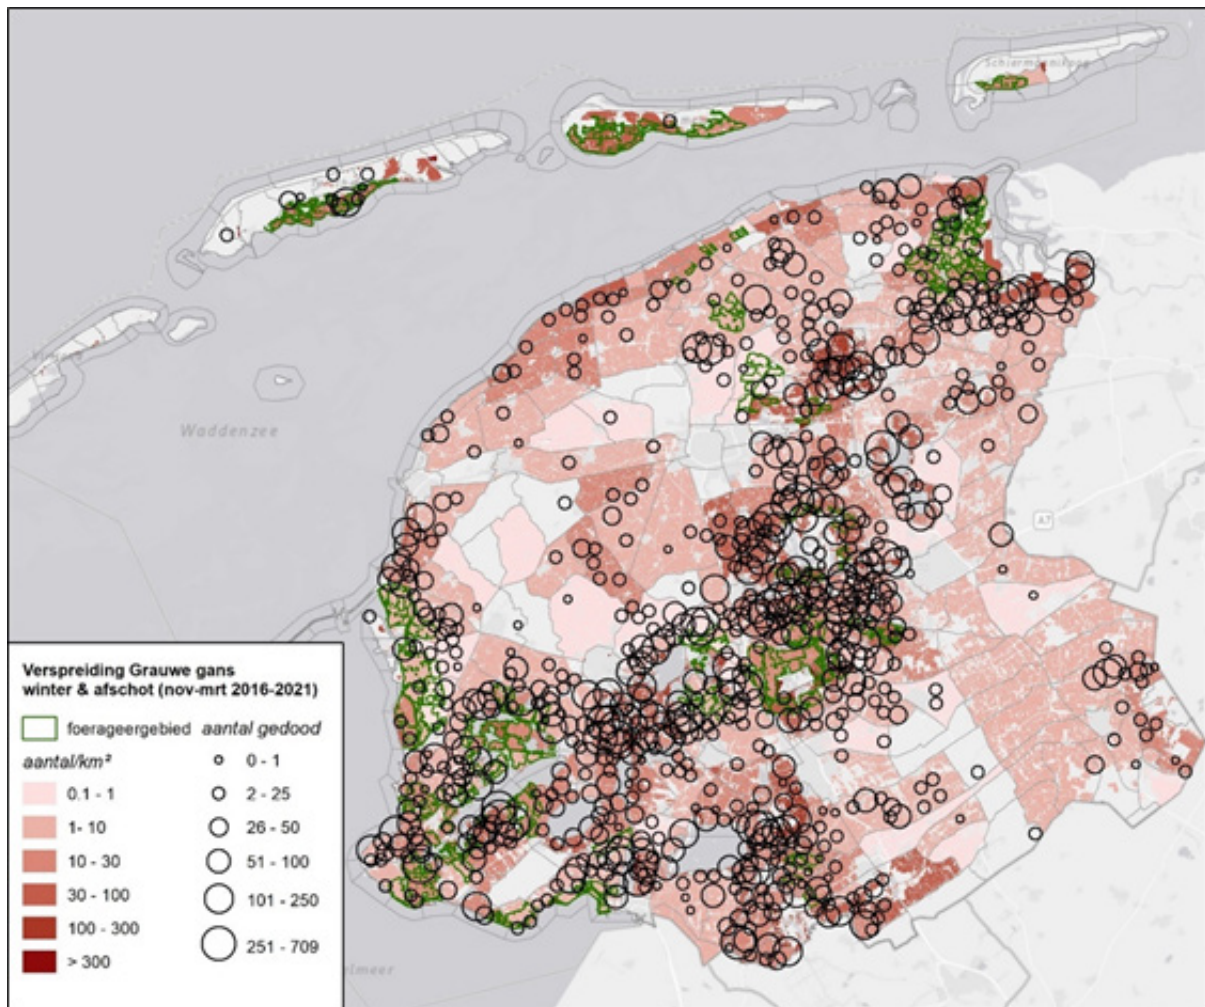 Schiermonnikoog
Waddenzee
A7
Verspreiding Grauwe gans
winter & afschot (nov-mrt 2016-2021)
foerageergebied
aantal gedood
aantal/km²
0 - 1
0.1 - 1
2 - 25
1- 10
26 - 50
10 - 30
51 - 100
30 - 100
101 - 250
100 - 300
251 - 709
> 300
elmeer